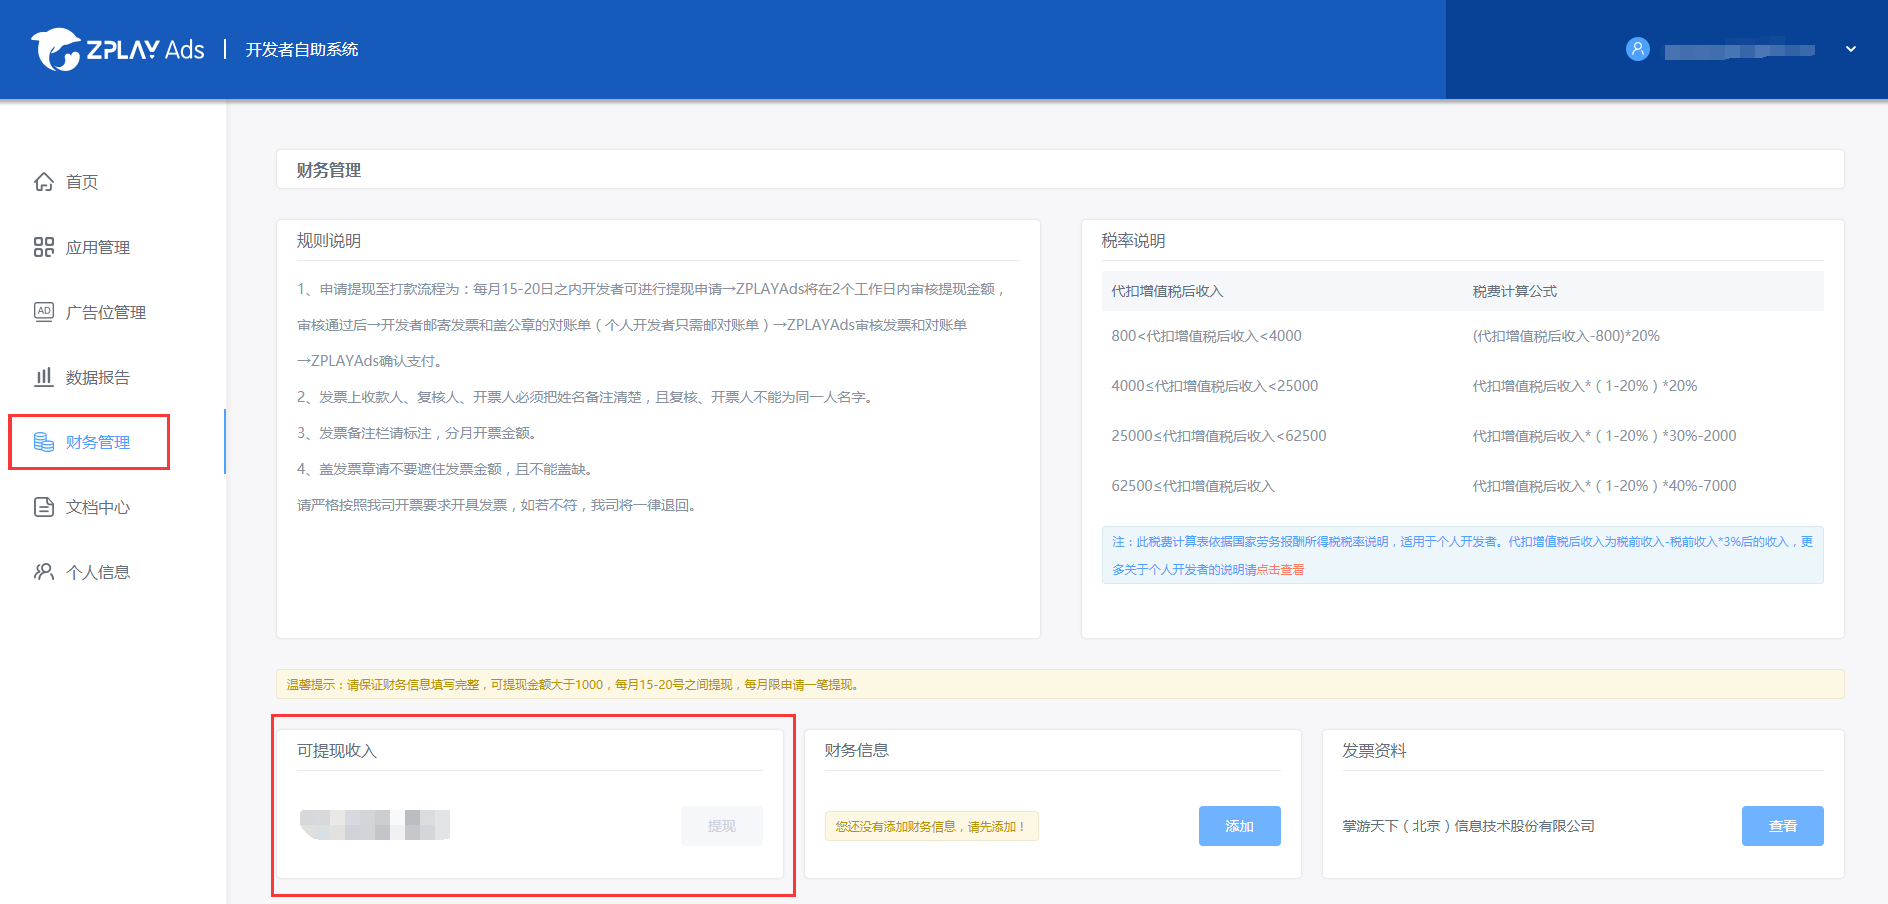 ZPLAY Ads | 开发者自助系统
首页
应用管理
AD 广告位管理
数据报告
财务管理
文档中心
个人信息
财务管理
规则说明
1、申请提现至打款流程为：每月15-20日之内开发者可进行提现申请→ZPLAYAds将在2个工作日内审核提现金额，
审核通过后→开发者邮寄发票和盖公章的对账单（个人开发者只需邮对账单）→ZPLAYAds审核发票和对账单
→ZPLAYAds确认支付。
2、发票上收款人、复核人、开票人必须把姓名备注清楚，且复核、开票人不能为同一人名字。
3、发票备注栏请标注，分月开票金额。
4、盖发票章请不要遮住发票金额，且不能盖缺。
请严格按照我司开票要求开具发票，如若不符，我司将一律退回。
税率说明
代扣增值税后收入 税费计算公式
800<代扣增值税后收入<4000 (代扣增值税后收入-800)*20%
4000≤代扣增值税后收入<25000 代扣增值税后收入*（1-20%）*20%
25000≤代扣增值税后收入<62500 代扣增值税后收入*（1-20%）*30%-2000
62500≤代扣增值税后收入 代扣增值税后收入*（1-20%）*40%-7000
注：此税费计算表依据国家劳务报酬所得税税率说明，适用于个人开发者。代扣增值税后收入为税前收入-税前收入*3%后的收入，更
多关于个人开发者的说明请点击查看
温馨提示：请保证财务信息填写完整，可提现金额大于1000，每月15-20号之间提现，每月限申请一笔提现。
可提现收入
提现
财务信息
您还没有添加财务信息，请先添加！
添加
发票资料
掌游天下（北京）信息技术股份有限公司
查看